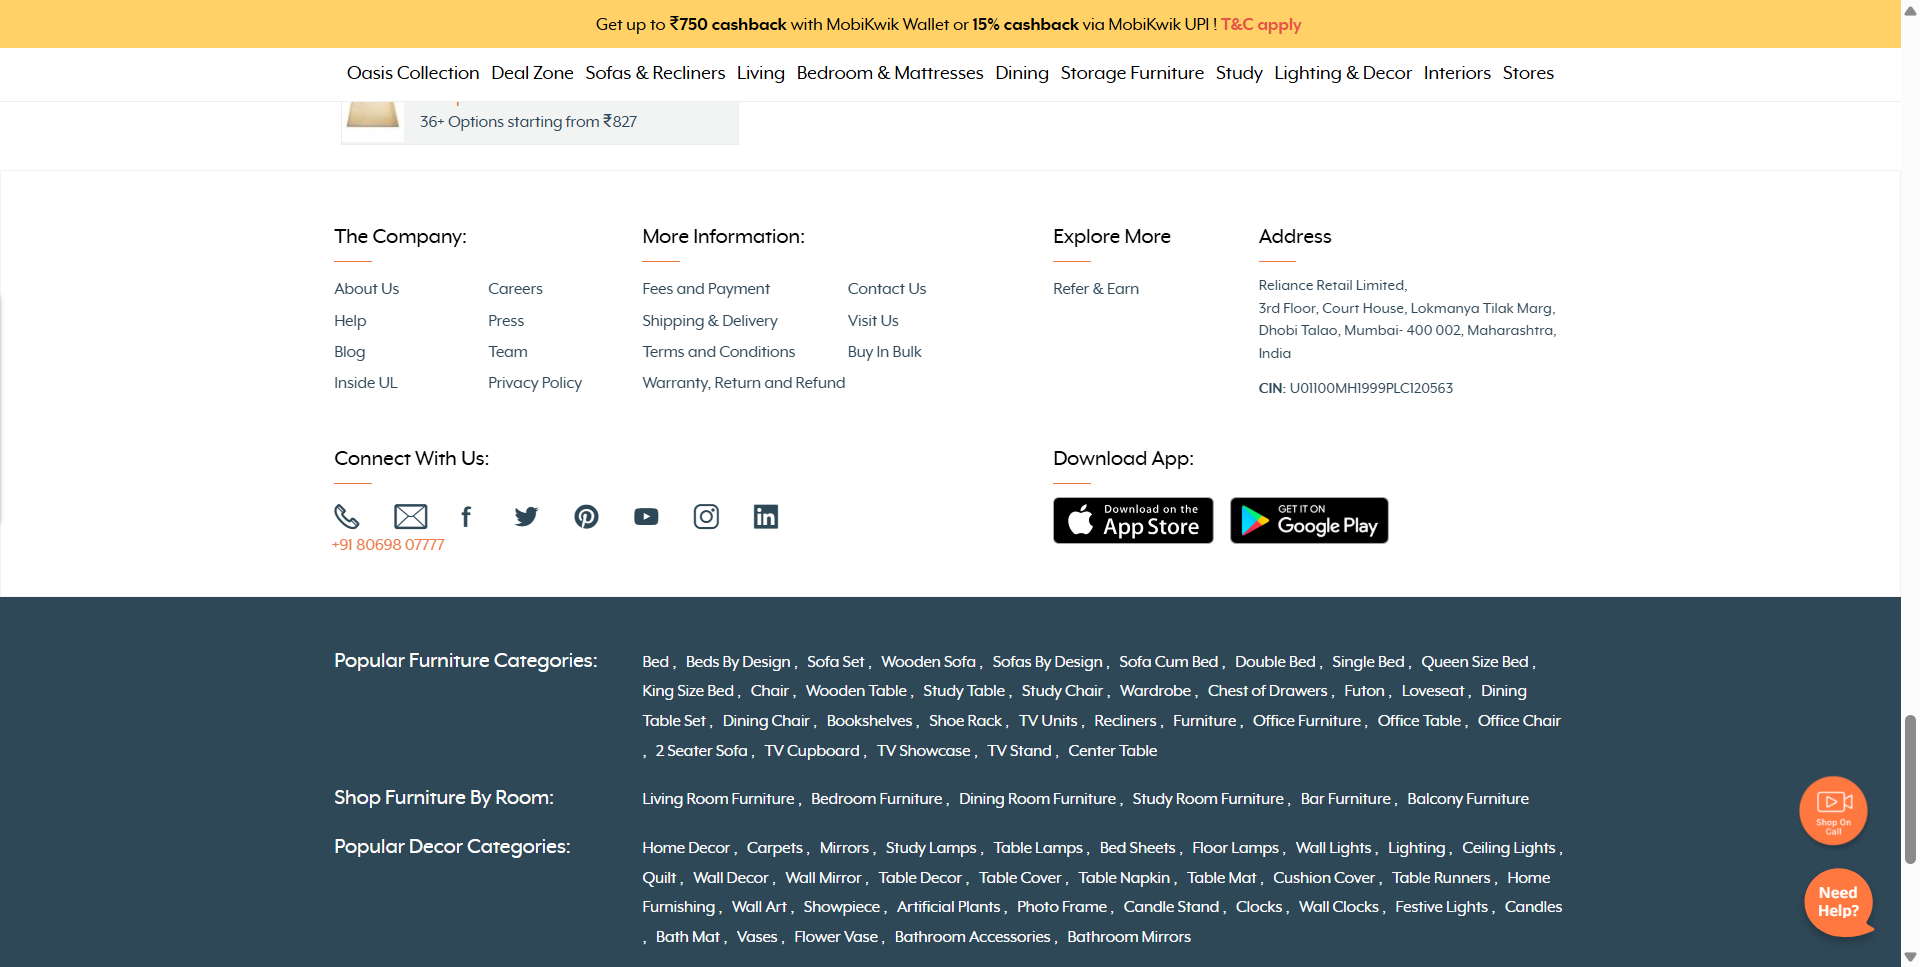 Get up to ₹750 cashback with MobiKwik Wallet or 15% cashback via MobiKwik UPI ! T&C apply
Oasis Collection Deal Zone Sofas & Recliners Living Bedroom & Mattresses Dining Storage Furniture Study Lighting & Decor Interiors Stores
36+ Options starting from ₹827
The Company:
About Us Careers
Help Press
Blog Team
Inside UL Privacy Policy
More Information:
Fees and Payment Contact Us
Shipping & Delivery Visit Us
Terms and Conditions Buy In Bulk
Warranty, Return and Refund
Explore More
Refer & Earn
Address
Reliance Retail Limited,
3rd Floor, Court House, Lokmanya Tilak Marg,
Dhobi Talao, Mumbai- 400 002, Maharashtra,
India
CIN: U01100MH1999PLC120563
Connect With Us:
+91 80698 07777
Download App:
Download on the
App Store
GET IT ON
Google Play
Popular Furniture Categories:
Bed , Beds By Design , Sofa Set , Wooden Sofa , Sofas By Design , Sofa Cum Bed , Double Bed , Single Bed , Queen Size Bed ,
King Size Bed , Chair , Wooden Table , Study Table , Study Chair , Wardrobe , Chest of Drawers , Futon , Loveseat , Dining
Table Set , Dining Chair , Bookshelves , Shoe Rack , TV Units , Recliners , Furniture , Office Furniture , Office Table , Office Chair
, 2 Seater Sofa , TV Cupboard , TV Showcase , TV Stand , Center Table
Shop Furniture By Room:
Living Room Furniture , Bedroom Furniture , Dining Room Furniture , Study Room Furniture , Bar Furniture , Balcony Furniture
Popular Decor Categories:
Home Decor , Carpets , Mirrors , Study Lamps , Table Lamps , Bed Sheets , Floor Lamps , Wall Lights , Lighting , Ceiling Lights ,
Quilt , Wall Decor , Wall Mirror , Table Decor , Table Cover , Table Napkin , Table Mat , Cushion Cover , Table Runners , Home
Furnishing , Wall Art , Showpiece , Artificial Plants , Photo Frame , Candle Stand , Clocks , Wall Clocks , Festive Lights , Candles
, Bath Mat , Vases , Flower Vase , Bathroom Accessories , Bathroom Mirrors
Shop On
Call
Need
Help?